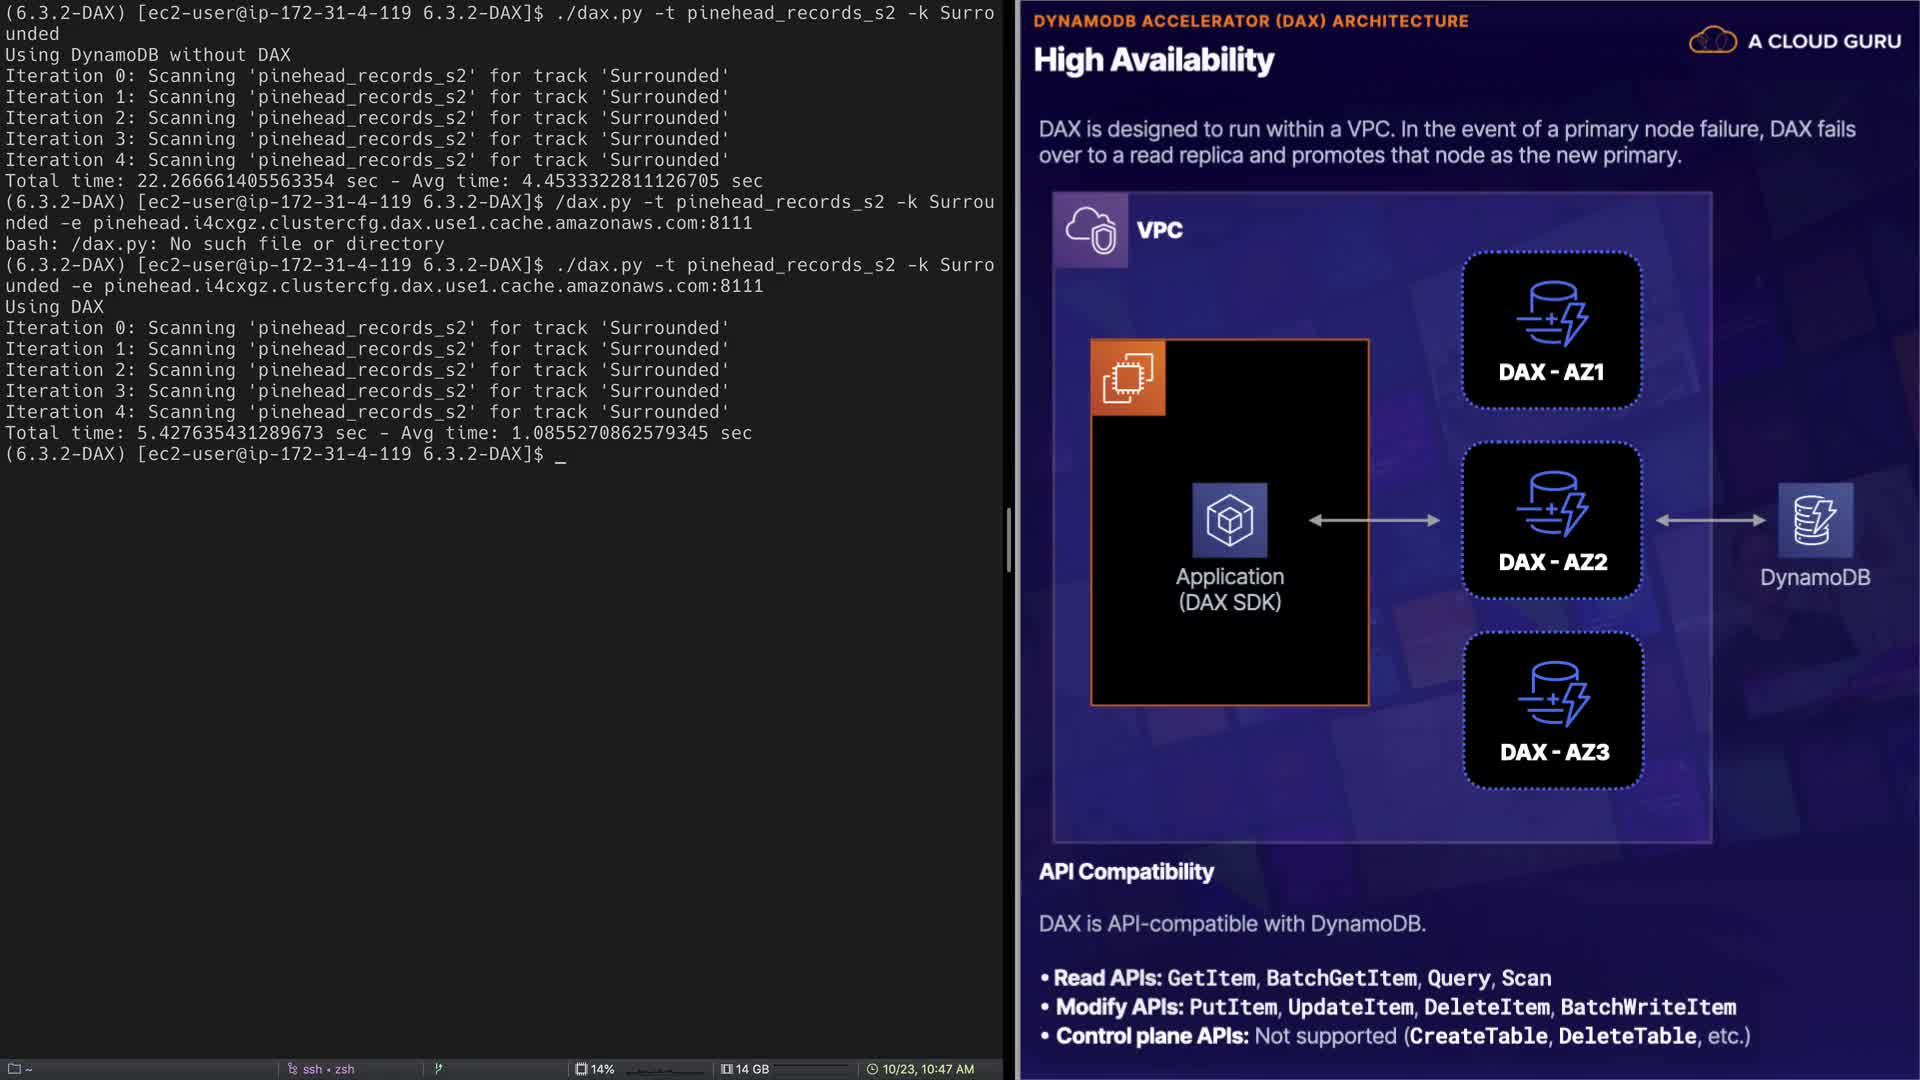 (6.3.2-DAX) [ec2-user@ip-172-31-4-119 6.3.2-DAX]$ ./dax.py -t pinehead_records_s2 -k Surro
unded
Using DynamoDB without DAX
Iteration 0: Scanning 'pinehead_records_s2' for track 'Surrounded'
Iteration 1: Scanning 'pinehead_records_s2' for track 'Surrounded'
Iteration 2: Scanning 'pinehead_records_s2' for track 'Surrounded'
Iteration 3: Scanning 'pinehead_records_s2' for track 'Surrounded'
Iteration 4: Scanning 'pinehead_records_s2' for track 'Surrounded'
Total time: 22.266661405563354 sec - Avg time: 4.4533322811126705 sec
(6.3.2-DAX) [ec2-user@ip-172-31-4-119 6.3.2-DAX]$ /dax.py -t pinehead_records_s2 -k Surrou
nded -e pinehead.i4cxgz.clustercfg.dax.use1.cache.amazonaws.com:8111
bash: /dax.py: No such file or directory
(6.3.2-DAX) [ec2-user@ip-172-31-4-119 6.3.2-DAX]$ ./dax.py -t pinehead_records_s2 -k Surro
unded -e pinehead.i4cxgz.clustercfg.dax.use1.cache.amazonaws.com:8111
Using DAX
Iteration 0: Scanning 'pinehead_records_s2' for track 'Surrounded'
Iteration 1: Scanning 'pinehead_records_s2' for track 'Surrounded'
Iteration 2: Scanning 'pinehead_records_s2' for track 'Surrounded'
Iteration 3: Scanning 'pinehead_records_s2' for track 'Surrounded'
Iteration 4: Scanning 'pinehead_records_s2' for track 'Surrounded'
Total time: 5.427635431289673 sec - Avg time: 1.0855270862579345 sec
(6.3.2-DAX) [ec2-user@ip-172-31-4-119 6.3.2-DAX]$ _
~
ssh • zsh
14%
14 GB
10/23, 10:47 AM
DYNAMODB ACCELERATOR (DAX) ARCHITECTURE
High Availability
A CLOUD GURU
DAX is designed to run within a VPC. In the event of a primary node failure, DAX fails
over to a read replica and promotes that node as the new primary.
VPC
DAX - AZ1
Application
(DAX SDK)
DAX - AZ2
DynamoDB
DAX - AZ3
API Compatibility
DAX is API-compatible with DynamoDB.
• Read APIs: GetItem, BatchGetItem, Query, Scan
• Modify APIs: PutItem, UpdateItem, DeleteItem, BatchWriteItem
• Control plane APIs: Not supported (CreateTable, DeleteTable, etc.)